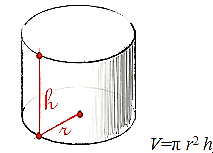 h
r
V=π r² h